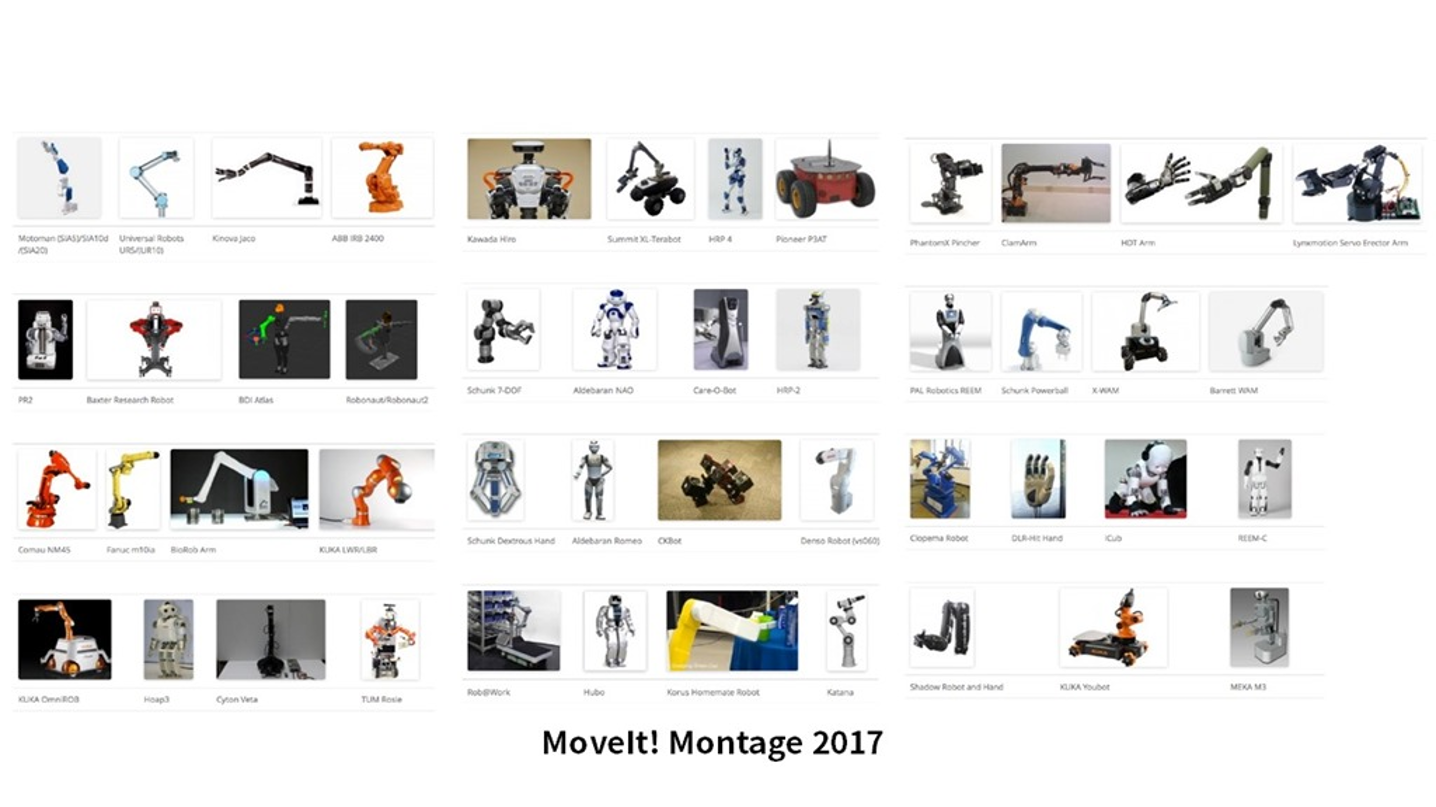 Motoman (SIA5)/SIA10d
/(SIA20)
Universal Robots
UR5/(UR10)
Kinova Jaco
ABB IRB 2400
PR2
Baxter Research Robot
BDI Atlas
Robonaut/Robonaut2
Comau NM45
Fanuc m10ia
BioRob Arm
KUKA LWR/LBR
KUKA OmniROB
Hoap3
Cyton Veta
TUM Rosie
Kawada Hiro
Summit XL-Terabot
HRP 4
Pioneer P3AT
Schunk 7-DOF
Aldebaran NAO
Care-O-Bot
HRP-2
Schunk Dextrous Hand
Aldebaran Romeo
CKBot
Denso Robot (vs060)
Rob@Work
Hubo
Korus Homemate Robot
Katana
PhantomX Pincher
ClamArm
HDT Arm
Lynxmotion Servo Erector Arm
PAL Robotics REEM
Schunk Powerball
X-WAM
Barrett WAM
Clopema Robot
DLR-Hit Hand
iCub
REEM-C
Shadow Robot and Hand
KUKA Youbot
MEKA M3
MoveIt! Montage 2017